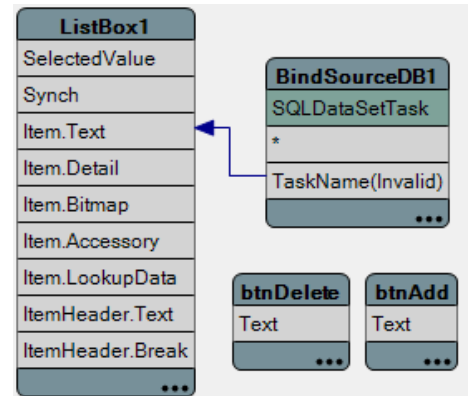 ListBox1
SelectedValue
Synch
Item.Text
Item.Detail
Item.Bitmap
Item.Accessory
Item.LookupData
ItemHeader.Text
ItemHeader.Break
...
BindSourceDB1
SQLDataSetTask
*
TaskName(Invalid)
...
btnDelete
Text
...
btnAdd
Text
...